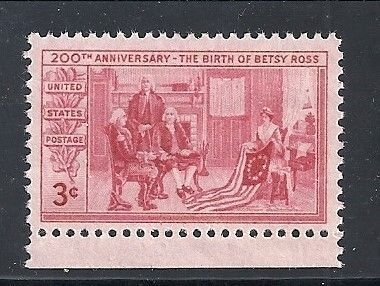 200TH ANNIVERSARY - THE BIRTH OF BETSY ROSS
UNITED
STATES
POSTAGE
3¢